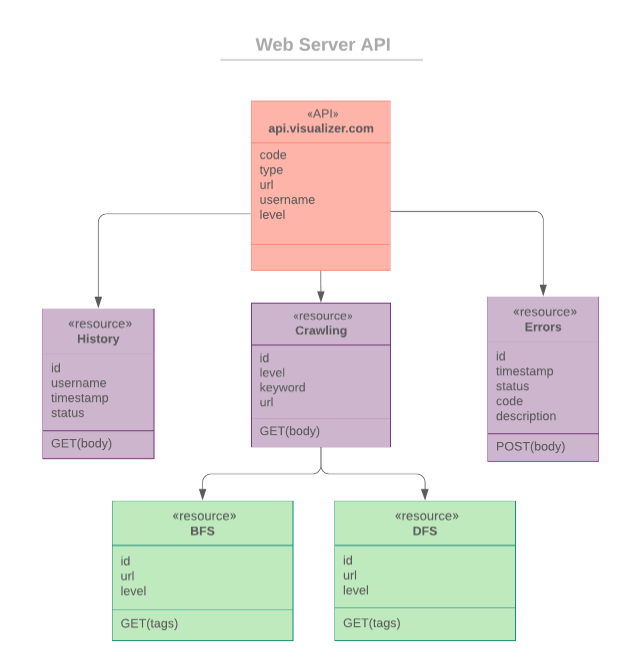 Web Server API
«API»
api.visualizer.com
code
type
url
username
level
«resource»
History
id
username
timestamp
status
GET(body)
«resource»
Crawling
id
level
keyword
url
GET(body)
«resource»
Errors
id
timestamp
status
code
description
POST(body)
«resource»
BFS
id
url
level
GET(tags)
«resource»
DFS
id
url
level
GET(tags)